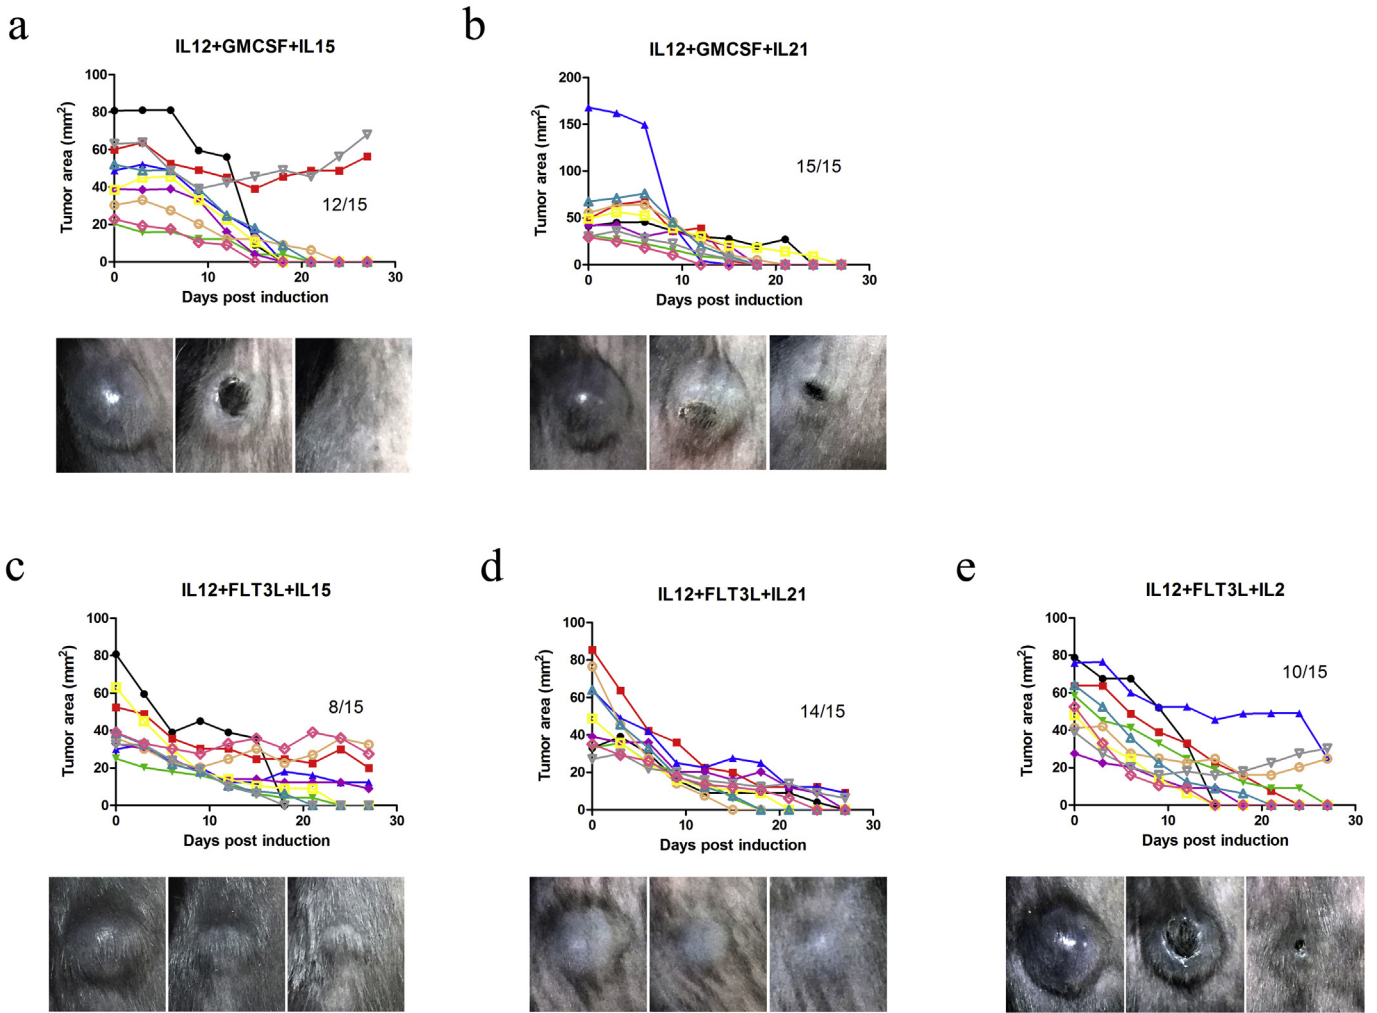 a
IL12+GMCSF+IL15
100
80
60
40
20
0
Tumor area (mm²)
12/15
0 10 20 30
Days post induction
b
IL12+GMCSF+IL21
200
150
100
50
0
Tumor area (mm²)
15/15
0 10 20 30
Days post induction
c
IL12+FLT3L+IL15
100
80
60
40
20
0
Tumor area (mm²)
8/15
0 10 20 30
Days post induction
d
IL12+FLT3L+IL21
100
80
60
40
20
0
Tumor area (mm²)
14/15
0 10 20 30
Days post induction
e
IL12+FLT3L+IL2
100
80
60
40
20
0
Tumor area (mm²)
10/15
0 10 20 30
Days post induction